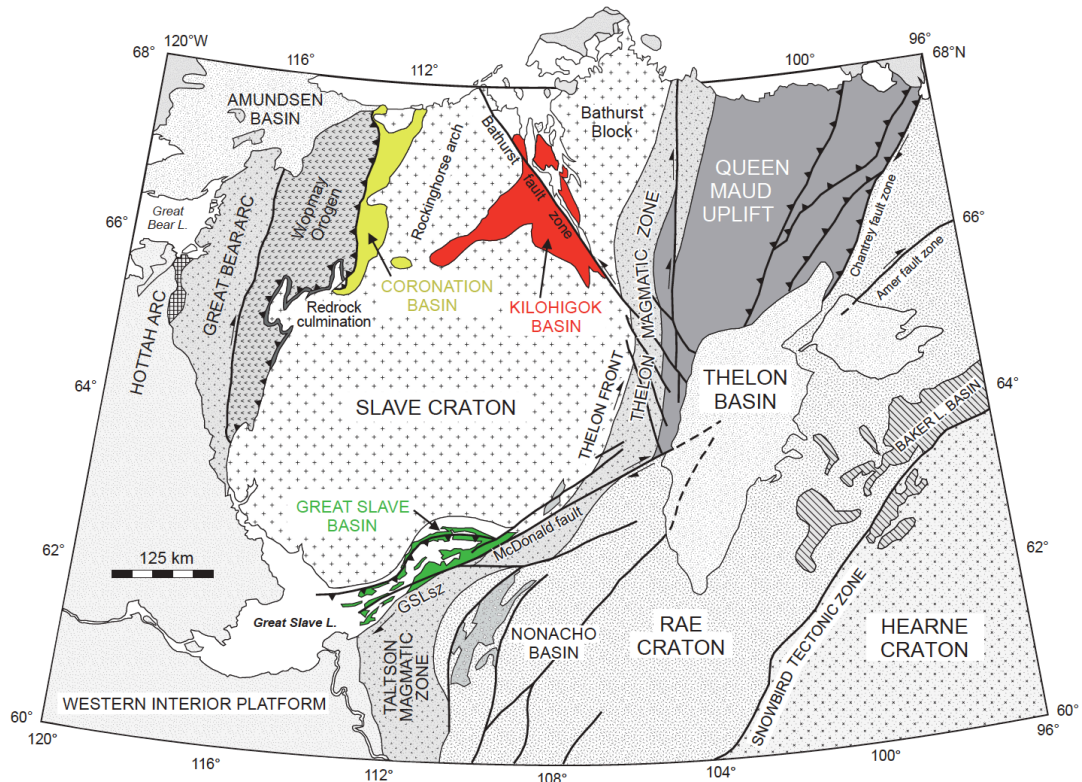 120°W
68°
116°
112°
100°
96°
68°N
AMUNDSEN
BASIN
Bathurst
Block
Bathurst fault zone
Rockinghorse arch
QUEEN
MAUD
UPLIFT
66°
Great
Bear L.
Wopmay
Orogen
GREAT BEAR ARC
HOTTAH ARC
Redrock
culmination
CORONATION
BASIN
KILOHIGOK
BASIN
THELON MAGMATIC ZONE
Chantrey fault zone
Amer fault zone
66°
64°
SLAVE CRATON
THELON FRONT
THELON
BASIN
64°
BAKER L. BASIN
GREAT SLAVE
BASIN
McDonald fault
GSLsz
62°
125 km
62°
Great Slave L.
TALTSON
MAGMATIC
ZONE
NONACHO
BASIN
RAE
CRATON
SNOWBIRD TECTONIC ZONE
HEARNE
CRATON
WESTERN INTERIOR PLATFORM
60°
120°
116°
112°
108°
104°
100°
96°
60°